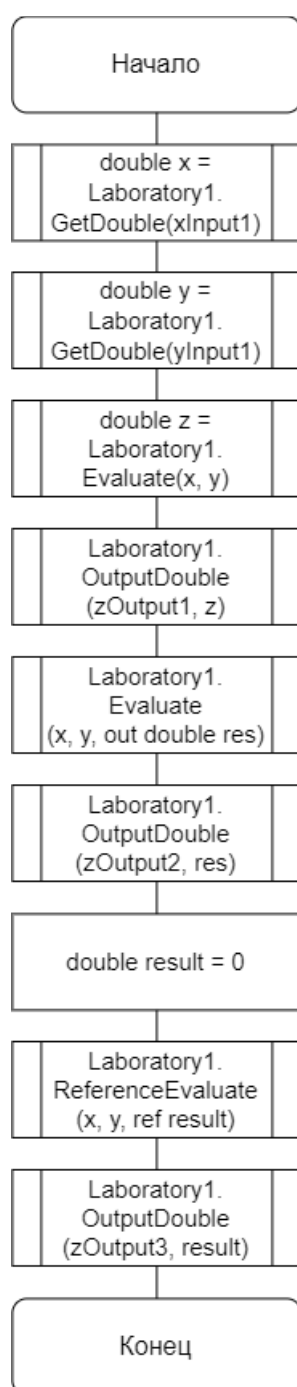 Начало
double x =
Laboratory1.
GetDouble(xInput1)
double y =
Laboratory1.
GetDouble(yInput1)
double z =
Laboratory1.
Evaluate(x, y)
Laboratory1.
OutputDouble
(zOutput1, z)
Laboratory1.
Evaluate
(x, y, out double res)
Laboratory1.
OutputDouble
(zOutput2, res)
double result = 0
Laboratory1.
ReferenceEvaluate
(x, y, ref result)
Laboratory1.
OutputDouble
(zOutput3, result)
Конец